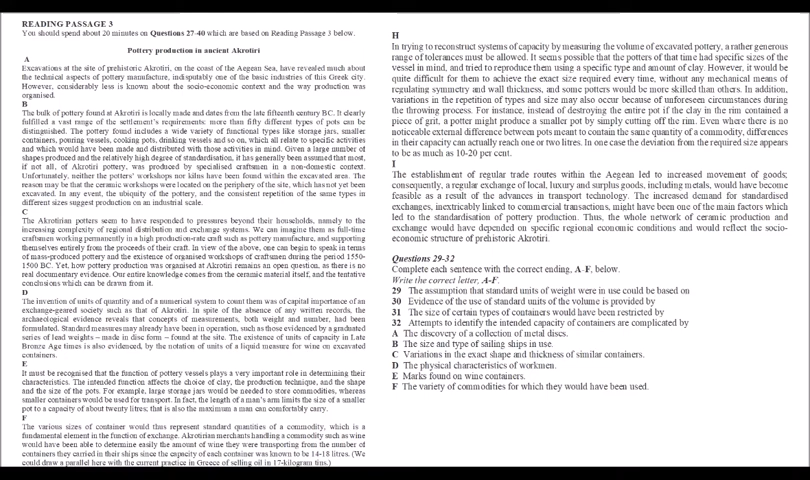 READING PASSAGE 3
You should spend about 20 minutes on Questions 27-40 which are based on Reading Passage 3 below.
Pottery production in ancient Akrotiri
A
Excavations at the site of prehistoric Akrotiri, on the coast of the Aegean Sea, have revealed much about
the technical aspects of pottery manufacture, indisputably one of the basic industries of this Greek city.
However, considerably less is known about the socio-economic context and the way production was
organised.
B
The bulk of pottery found at Akrotiri is locally made and dates from the late fifteenth century BC. It clearly
fulfilled a vast range of the settlement's requirements: more than fifty different types of pots can be
distinguished. The pottery found includes a wide variety of functional types like storage jars, smaller
containers, pouring vessels, cooking pots, drinking vessels and so on, which all relate to specific activities
and which would have been made and distributed with those activities in mind. Given a large number of
shapes produced and the relatively high degree of standardisation, it has generally been assumed that most,
if not all, of Akrotiri pottery, was produced by specialised craftsmen in a non-domestic context.
Unfortunately, neither the potters' workshops nor kilns have been found within the excavated area. The
reason may be that the ceramic workshops were located on the periphery of the site, which has not yet been
excavated. In any event, the ubiquity of the pottery, and the consistent repetition of the same types in
different sizes suggest production on an industrial scale.
C
The Akrotirian potters seem to have responded to pressures beyond their households, namely to the
increasing complexity of regional distribution and exchange systems. We can imagine them as full-time
craftsmen working permanently in a high production-rate craft such as pottery manufacture, and supporting
themselves entirely from the proceeds of their craft. In view of the above, one can begin to speak in terms
of mass-produced pottery and the existence of organised workshops of craftsmen during the period 1550-
1500 BC. Yet, how pottery production was organised at Akrotiri remains an open question, as there is no
real documentary evidence. Our entire knowledge comes from the ceramic material itself, and the tentative
conclusions which can be drawn from it.
D
The invention of units of quantity and of a numerical system to count them was of capital importance for an
exchange-geared society such as that of Akrotiri. In spite of the absence of any written records, the
archaeological evidence reveals that concepts of measurements, both weight and number, had been
formulated. Standard measures may already have been in operation, such as those evidenced by a graduated
series of lead weights – made in disc form – found at the site. The existence of units of capacity in Late
Bronze Age times is also evidenced, by the notation of units of a liquid measure for wine on excavated
containers.
E
It must be recognised that the function of pottery vessels plays a very important role in determining their
characteristics. The intended function affects the choice of clay, the production technique, and the shape
and the size of the pots. For example, large storage jars would be needed to store commodities, whereas
smaller containers would be used for transport. In fact, the length of a man's arm limits the size of a smaller
pot to a capacity of about twenty litres; that is also the maximum a man can comfortably carry.
F
The various sizes of container would thus represent standard quantities of a commodity, which is a
fundamental element in the function of exchange. Akrotirian merchants handling a commodity such as wine
would have been able to determine easily the amount of wine they were transporting from the number of
containers they carried in their ships since the capacity of each container was known to be 14-18 litres. (We
could draw a parallel here with the current practice in Greece of selling oil in 17-kilogram tins.)
H
In trying to reconstruct systems of capacity by measuring the volume of excavated pottery, a rather generous
range of tolerances must be allowed. It seems possible that the potters of that time had specific sizes of the
vessel in mind, and tried to reproduce them using a specific type and amount of clay. However, it would be
quite difficult for them to achieve the exact size required every time, without any mechanical means of
regulating symmetry and wall thickness, and some potters would be more skilled than others. In addition,
variations in the repetition of types and size may also occur because of unforeseen circumstances during
the throwing process. For instance, instead of destroying the entire pot if the clay in the rim contained a
piece of grit, a potter might produce a smaller pot by simply cutting off the rim. Even where there is no
noticeable external difference between pots meant to contain the same quantity of a commodity, differences
in their capacity can actually reach one or two litres. In one case the deviation from the required size appears
to be as much as 10-20 per cent.
I
The establishment of regular trade routes within the Aegean led to increased movement of goods;
consequently, a regular exchange of local, luxury and surplus goods, including metals, would have become
feasible as a result of the advances in transport technology. The increased demand for standardised
exchanges, inextricably linked to commercial transactions, might have been one of the main factors which
led to the standardisation of pottery production. Thus, the whole network of ceramic production and
exchange would have depended on specific regional economic conditions and would reflect the socio-
economic structure of prehistoric Akrotiri.
Questions 29-32
Complete each sentence with the correct ending, A-F, below.
Write the correct letter, A-F.
29 The assumption that standard units of weight were in use could be based on
30 Evidence of the use of standard units of the volume is provided by
31 The size of certain types of containers would have been restricted by
32 Attempts to identify the intended capacity of containers are complicated by
A The discovery of a collection of metal discs.
B The size and type of sailing ships in use.
C Variations in the exact shape and thickness of similar containers.
D The physical characteristics of workmen.
E Marks found on wine containers.
F The variety of commodities for which they would have been used.